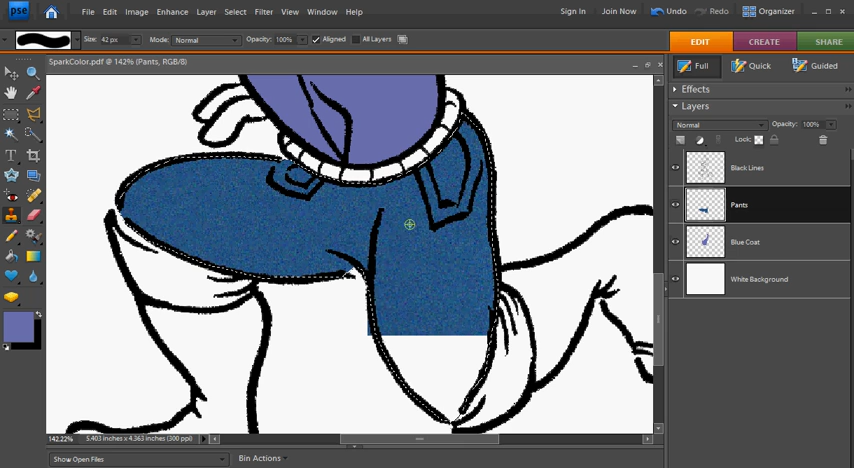 pse File Edit Image Enhance Layer Select Filter View Window Help Sign In Join Now Undo Redo Organizer
Size: 42 px Mode: Normal Opacity: 100% Aligned All Layers EDIT CREATE SHARE
SparkColor.pdf @ 142% (Pants, RGB/8)
Full Quick Guided
Effects
Layers
Normal Opacity: 100%
Lock:
Black Lines
Pants
Blue Coat
White Background
142.22% 5.403 inches x 4.363 inches (300 ppi)
Show Open Files Bin Actions